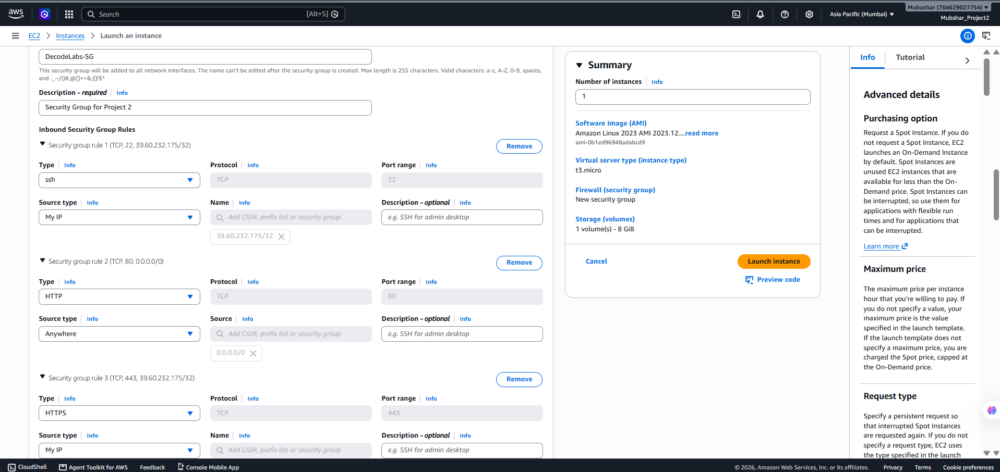 aws
Search
[Alt+S]
Asia Pacific (Mumbai)
Mubashar (704629027754)
Mubshar_Project2
EC2
Instances
Launch an instance
DecodeLabs-SG
This security group will be added to all network interfaces. The name can't be edited after the security group is created. Max length is 255 characters. Valid characters: a-z, A-Z, 0-9, spaces,
and ._-:/()#,@[]+=&;{}!$*
Description - required
Info
Security Group for Project 2
Inbound Security Group Rules
Security group rule 1 (TCP, 22, 39.60.232.175/32)
Remove
Type Info
Protocol Info
Port range Info
ssh
TCP
22
Source type Info
Name Info
Description - optional Info
My IP
Add CIDR, prefix list or security group
e.g. SSH for admin desktop
39.60.232.175/32
Security group rule 2 (TCP, 80, 0.0.0.0/0)
Remove
Type Info
Protocol Info
Port range Info
HTTP
TCP
80
Source type Info
Source Info
Description - optional Info
Anywhere
Add CIDR, prefix list or security group
e.g. SSH for admin desktop
0.0.0.0/0
Security group rule 3 (TCP, 443, 39.60.232.175/32)
Remove
Type Info
Protocol Info
Port range Info
HTTPS
TCP
443
Source type Info
Name Info
Description - optional Info
My IP
Add CIDR, prefix list or security group
e.g. SSH for admin desktop
Summary
Number of instances Info
1
Software Image (AMI)
Amazon Linux 2023 AMI 2023.12....read more
ami-0b1ed96948adabcd9
Virtual server type (instance type)
t3.micro
Firewall (security group)
New security group
Storage (volumes)
1 volume(s) - 8 GiB
Cancel
Launch instance
Preview code
Info
Tutorial
Advanced details
Purchasing option
Request a Spot Instance. If you do
not request a Spot Instance, EC2
launches an On-Demand Instance
by default. Spot Instances are
unused EC2 instances that are
available for less than the On-
Demand price. Spot Instances can
be interrupted, so use them for
applications with flexible run
times and for applications that
can be interrupted.
Learn more
Maximum price
The maximum price per instance
hour that you're willing to pay. If
you do not specify a value, your
maximum price is the value
specified in the launch template.
If the launch template does not
specify a maximum price, you are
charged the Spot price, capped at
the On-Demand price.
Request type
Specify a persistent request so
that interrupted Spot Instances
are requested again. If you do not
specify a request type, EC2 uses
the type specified in the launch
CloudShell
Agent Toolkit for AWS
Feedback
Console Mobile App
© 2026, Amazon Web Services, Inc. or its affiliates.
Privacy
Terms
Cookie preferences